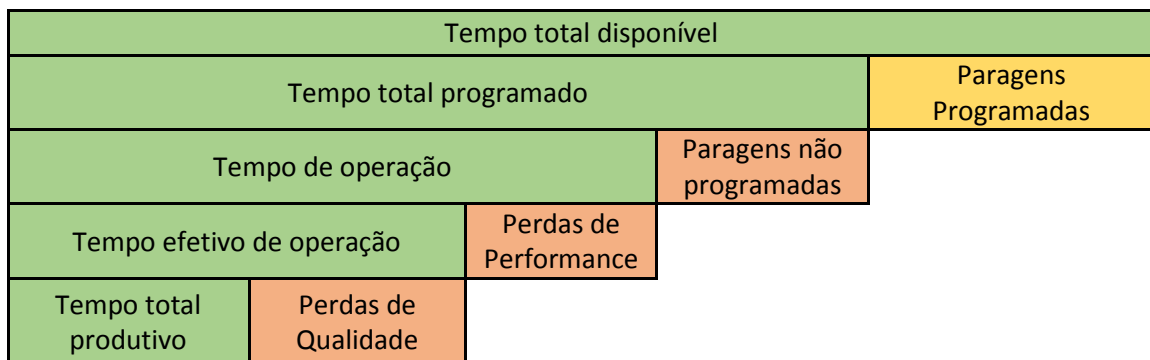 Tempo total disponível
Tempo total programado
Paragens
Programadas
Tempo de operação
Paragens não
programadas
Tempo efetivo de operação
Perdas de
Performance
Tempo total
produtivo
Perdas de
Qualidade